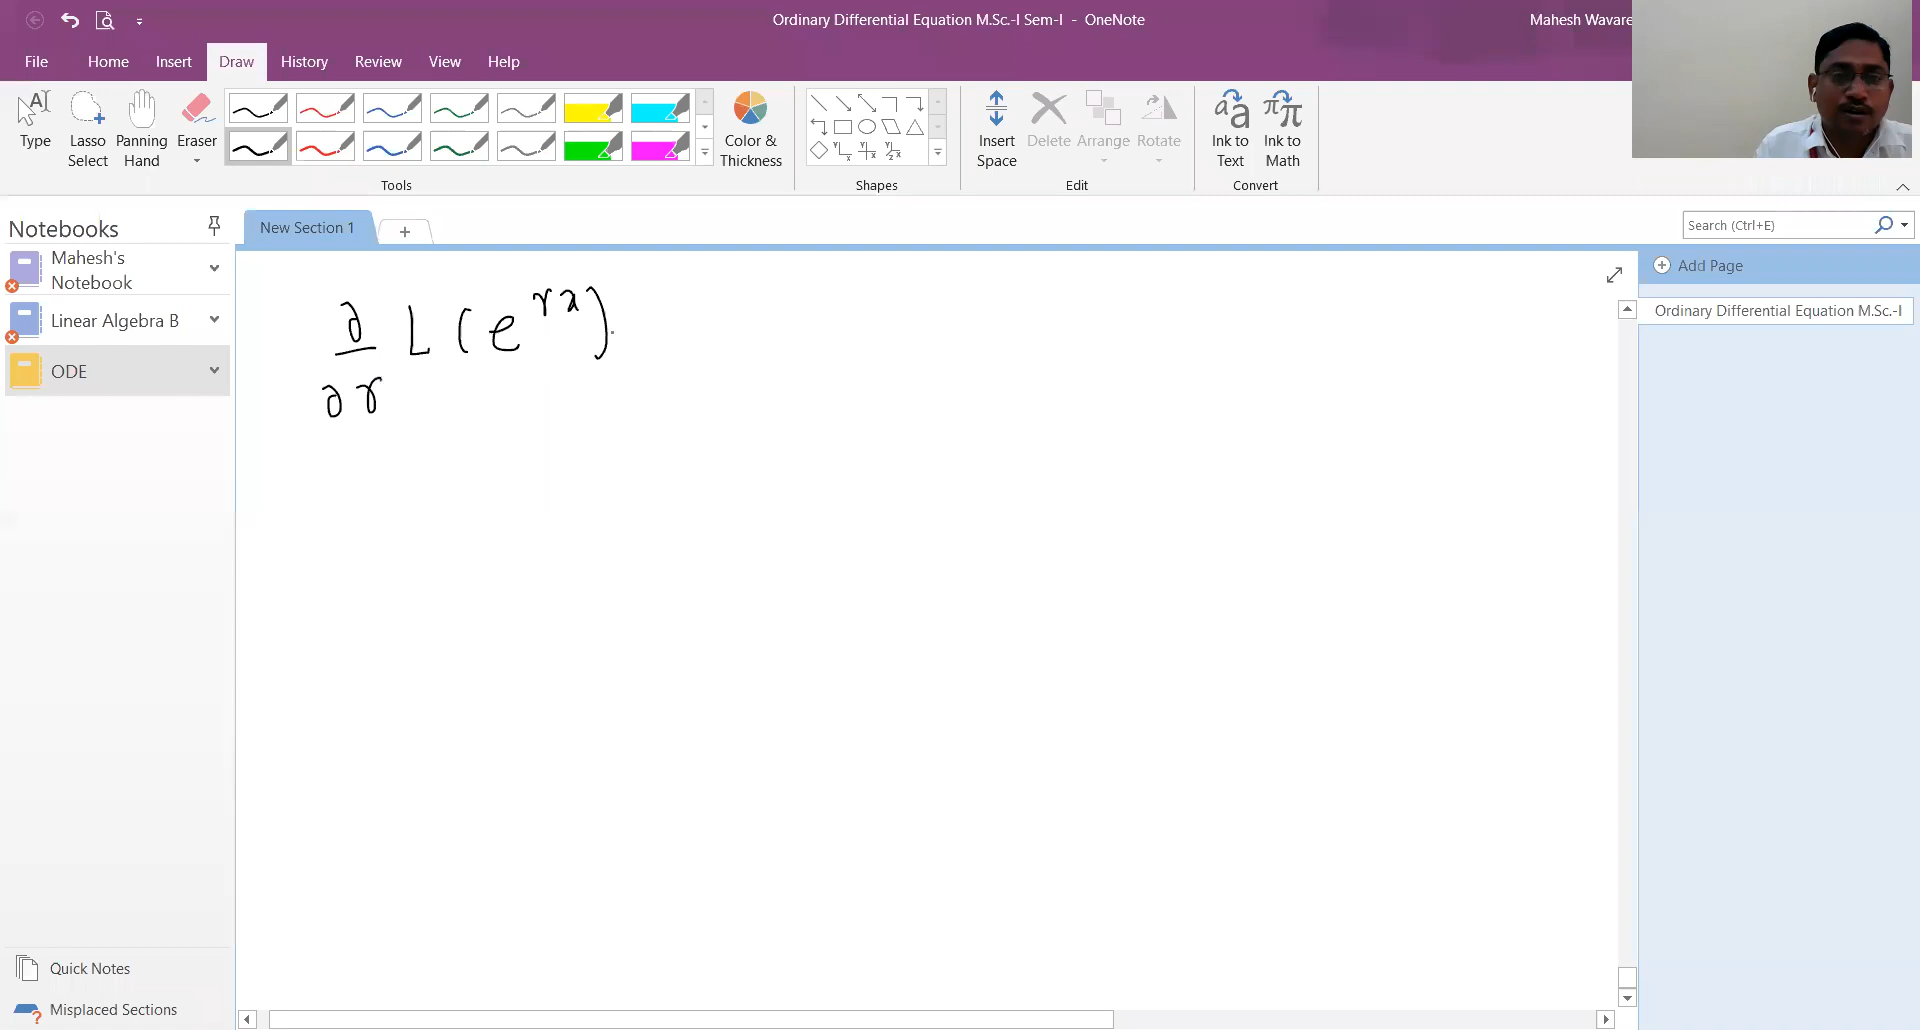 Ordinary Differential Equation M.Sc.-I Sem-I - OneNote
Mahesh Wavare
File Home Insert Draw History Review View Help
Type
Lasso Select
Panning Hand
Eraser
Color & Thickness
Insert Space
Delete
Arrange
Rotate
Ink to Text
Ink to Math
Tools
Shapes
Edit
Convert
Notebooks
Mahesh's Notebook
Linear Algebra B
ODE
New Section 1
Search (Ctrl+E)
Add Page
Ordinary Differential Equation M.Sc.-I
∂/∂r L(e^{rx})
Quick Notes
Misplaced Sections